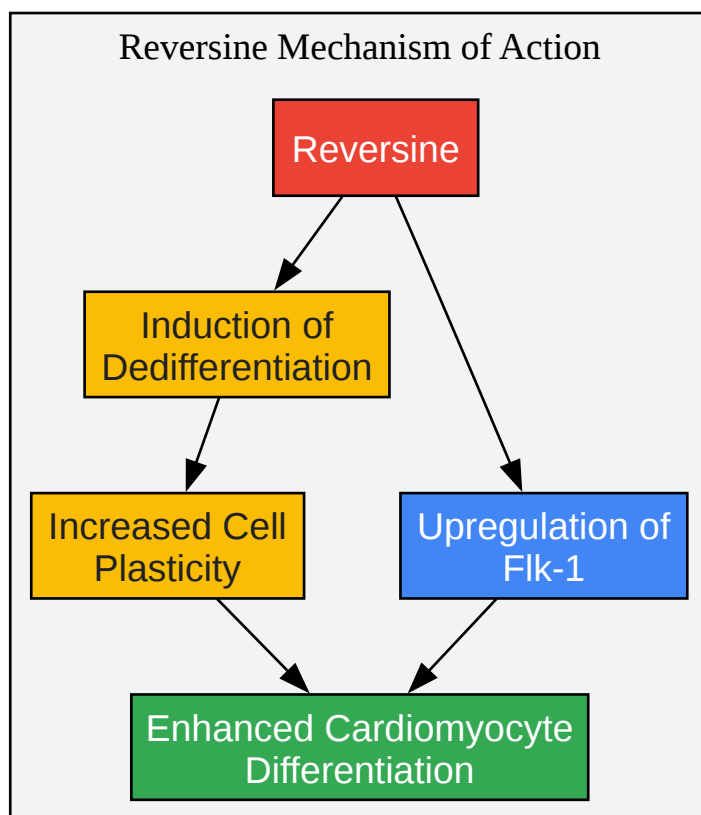 Reversine Mechanism of Action
Reversine
Induction of
Dedifferentiation
Increased Cell
Plasticity
Upregulation of
Flk-1
Enhanced Cardiomyocyte
Differentiation